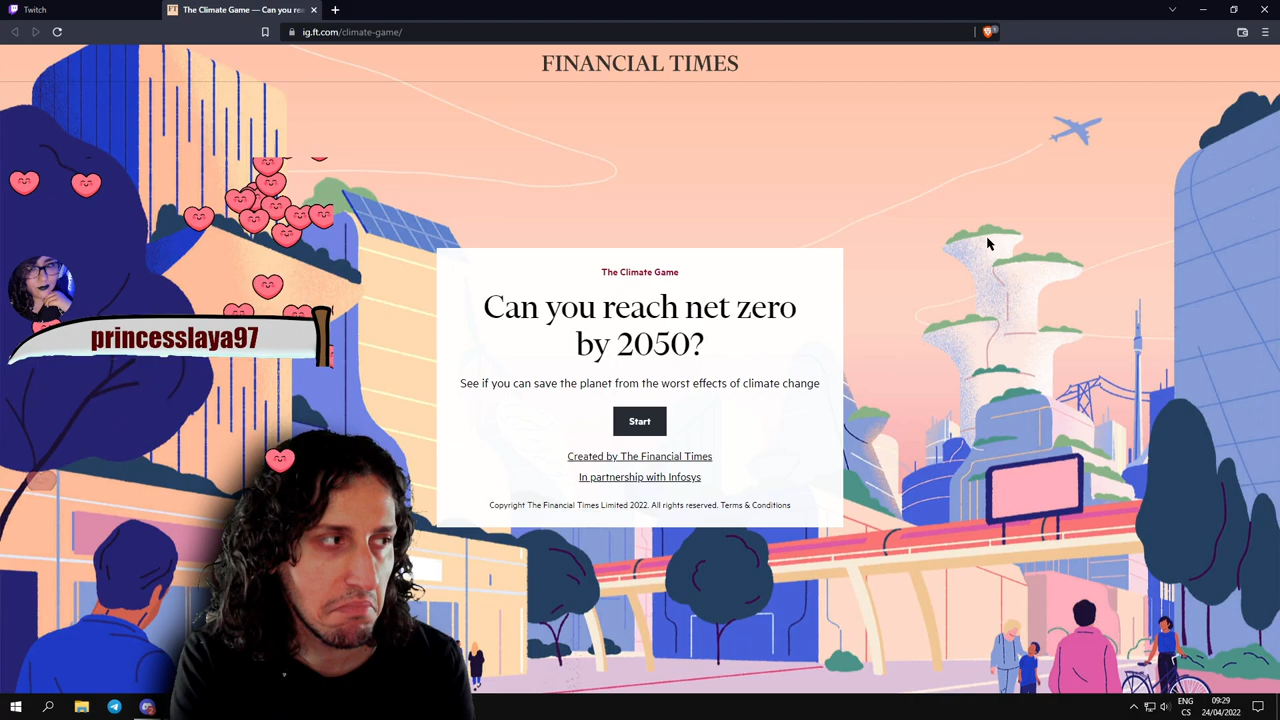 Twitch
The Climate Game — Can you rea
ig.ft.com/climate-game/
FINANCIAL TIMES
The Climate Game
Can you reach net zero
by 2050?
See if you can save the planet from the worst effects of climate change
Start
Created by The Financial Times
In partnership with Infosys
Copyright The Financial Times Limited 2022. All rights reserved. Terms & Conditions
princesslaya97
ENG
CS
09:29
24/04/2022